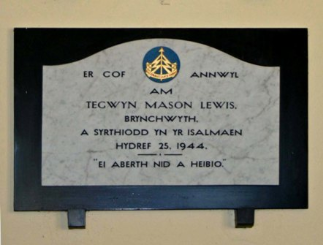 ER COF ANNWYL
AM
TEGWYN MASON LEWIS,
BRYNCHWYTH,
A SYRTHIODD YN YR ISALMAEN
HYDREF 25, 1944.
"EI ABERTH NID A HEIBIO."